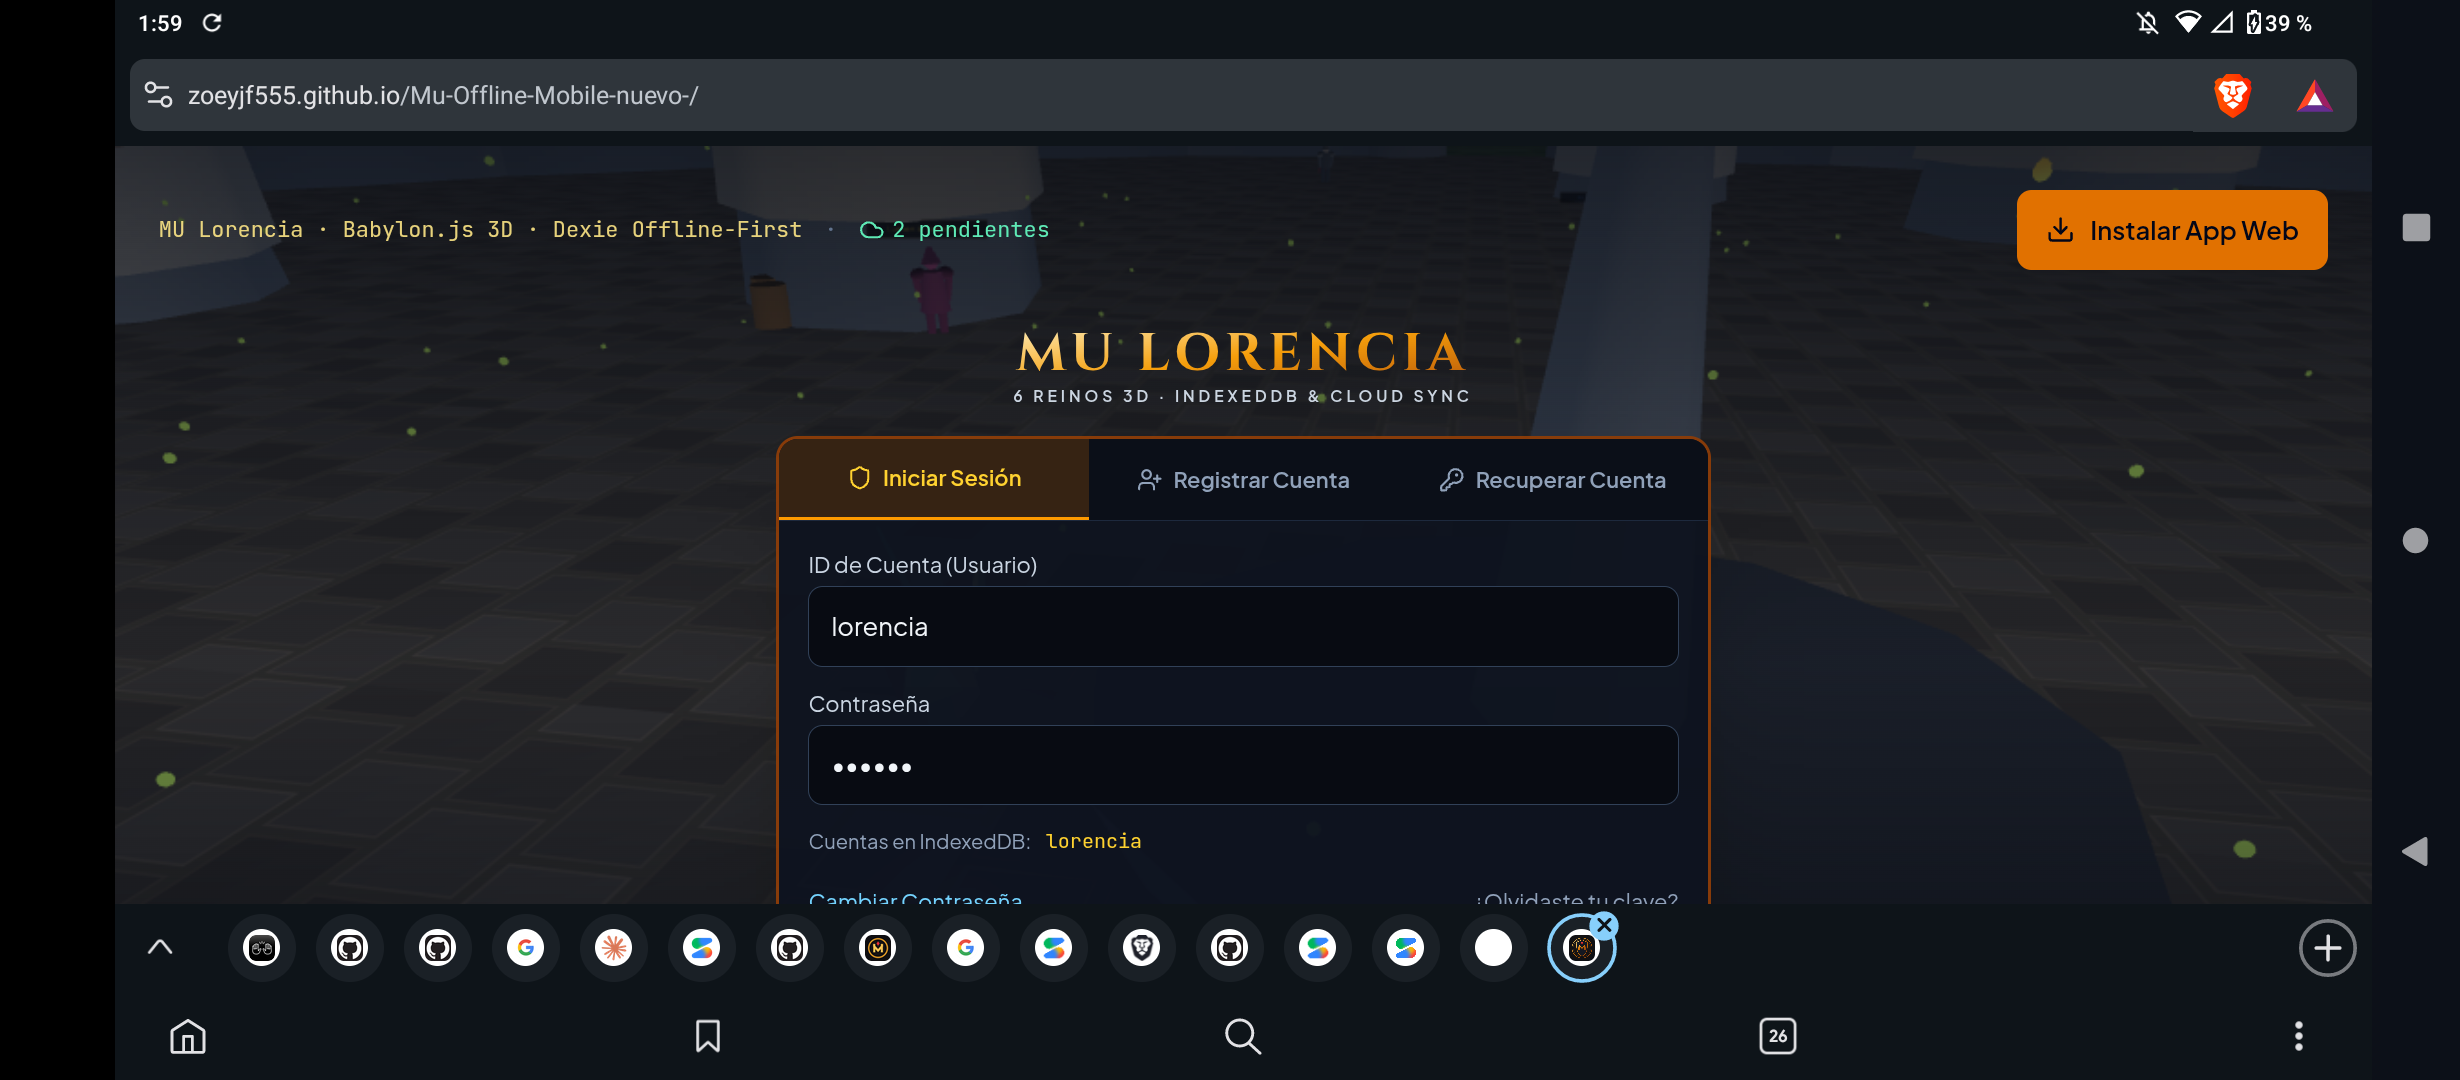 1:59
39 %
zoeyjf555.github.io/Mu-Offline-Mobile-nuevo-/
MU Lorencia · Babylon.js 3D · Dexie Offline-First · 2 pendientes
Instalar App Web
MU LORENCIA
6 REINOS 3D · INDEXEDDB & CLOUD SYNC
Iniciar Sesión
Registrar Cuenta
Recuperar Cuenta
ID de Cuenta (Usuario)
lorencia
Contraseña
••••••
Cuentas en IndexedDB: lorencia
Cambiar Contraseña
¿Olvidaste tu clave?
26